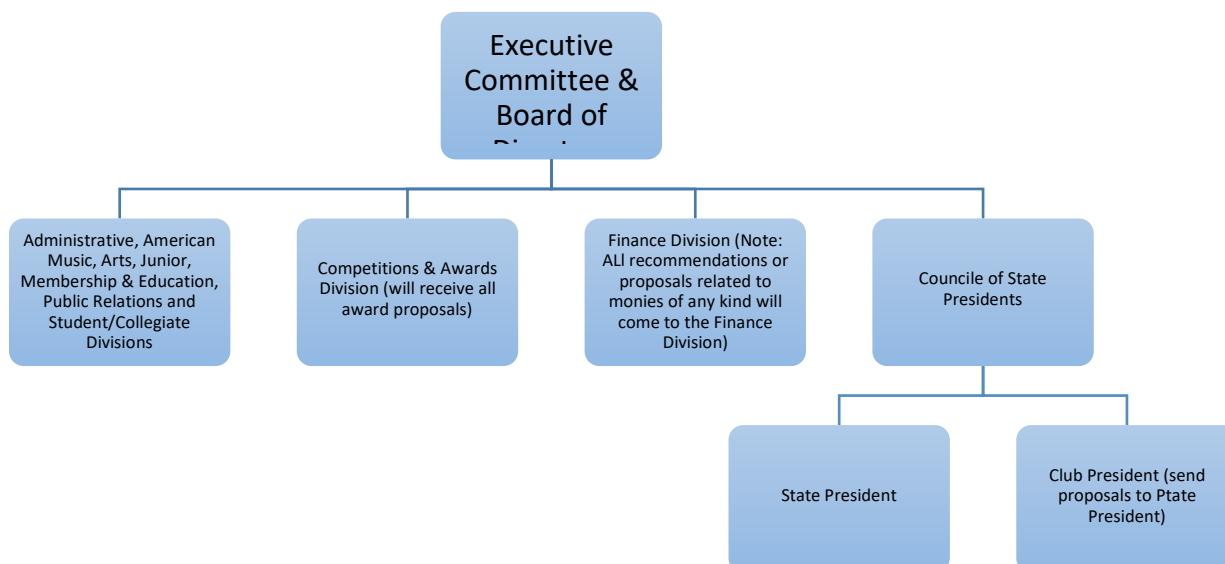 Executive
Committee &
Board of
Administrative, American
Music, Arts, Junior,
Membership & Education,
Public Relations and
Student/Collegiate
Divisions
Competitions & Awards
Division (will receive all
award proposals)
Finance Division (Note:
ALl recommendations or
proposals related to
monies of any kind will
come to the Finance
Division)
Councile of State
Presidents
State President
Club President (send
proposals to Ptate
President)